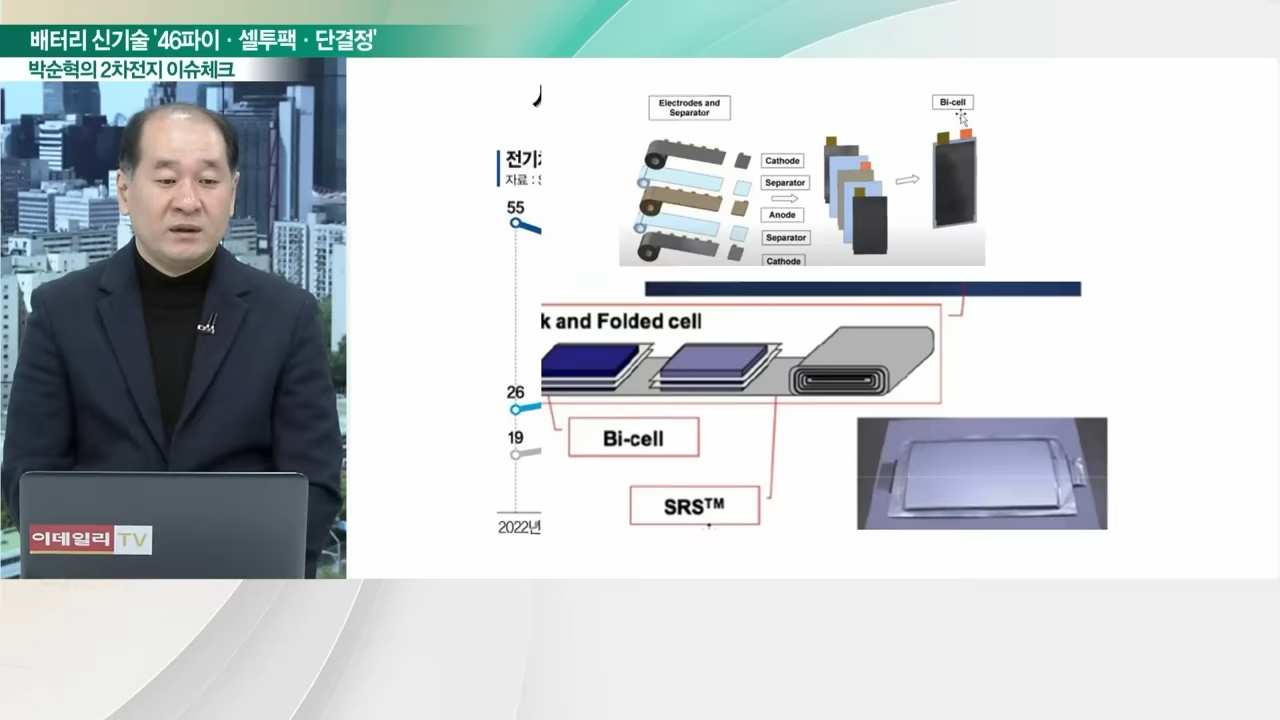 배터리 신기술 '46파이 · 셀투팩 · 단결정'
박순혁의 2차전지 이슈체크
Electrodes and
Separator
Bi-cell
Cathode
Separator
Anode
Separator
Cathode
전기
자료 :
55
k and Folded cell
26
Bi-cell
19
SRS™
2022년
이데일리 TV